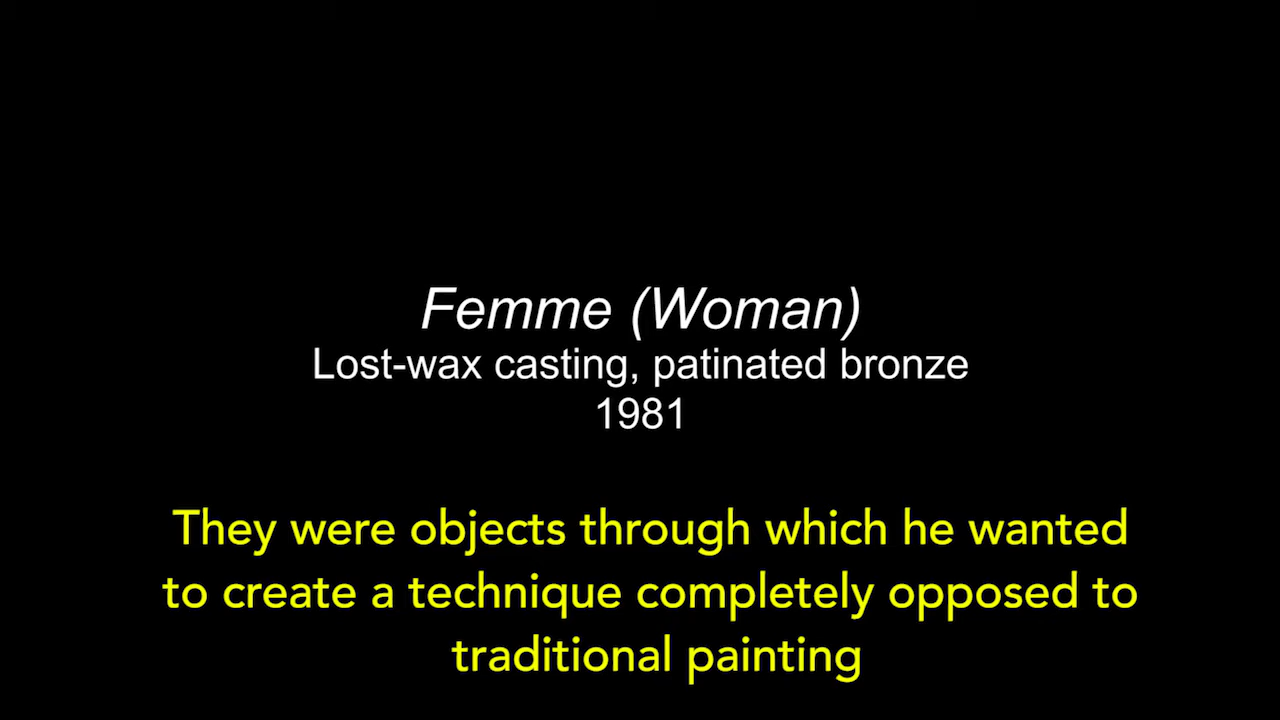 Femme (Woman)
Lost-wax casting, patinated bronze
1981
They were objects through which he wanted
to create a technique completely opposed to
traditional painting